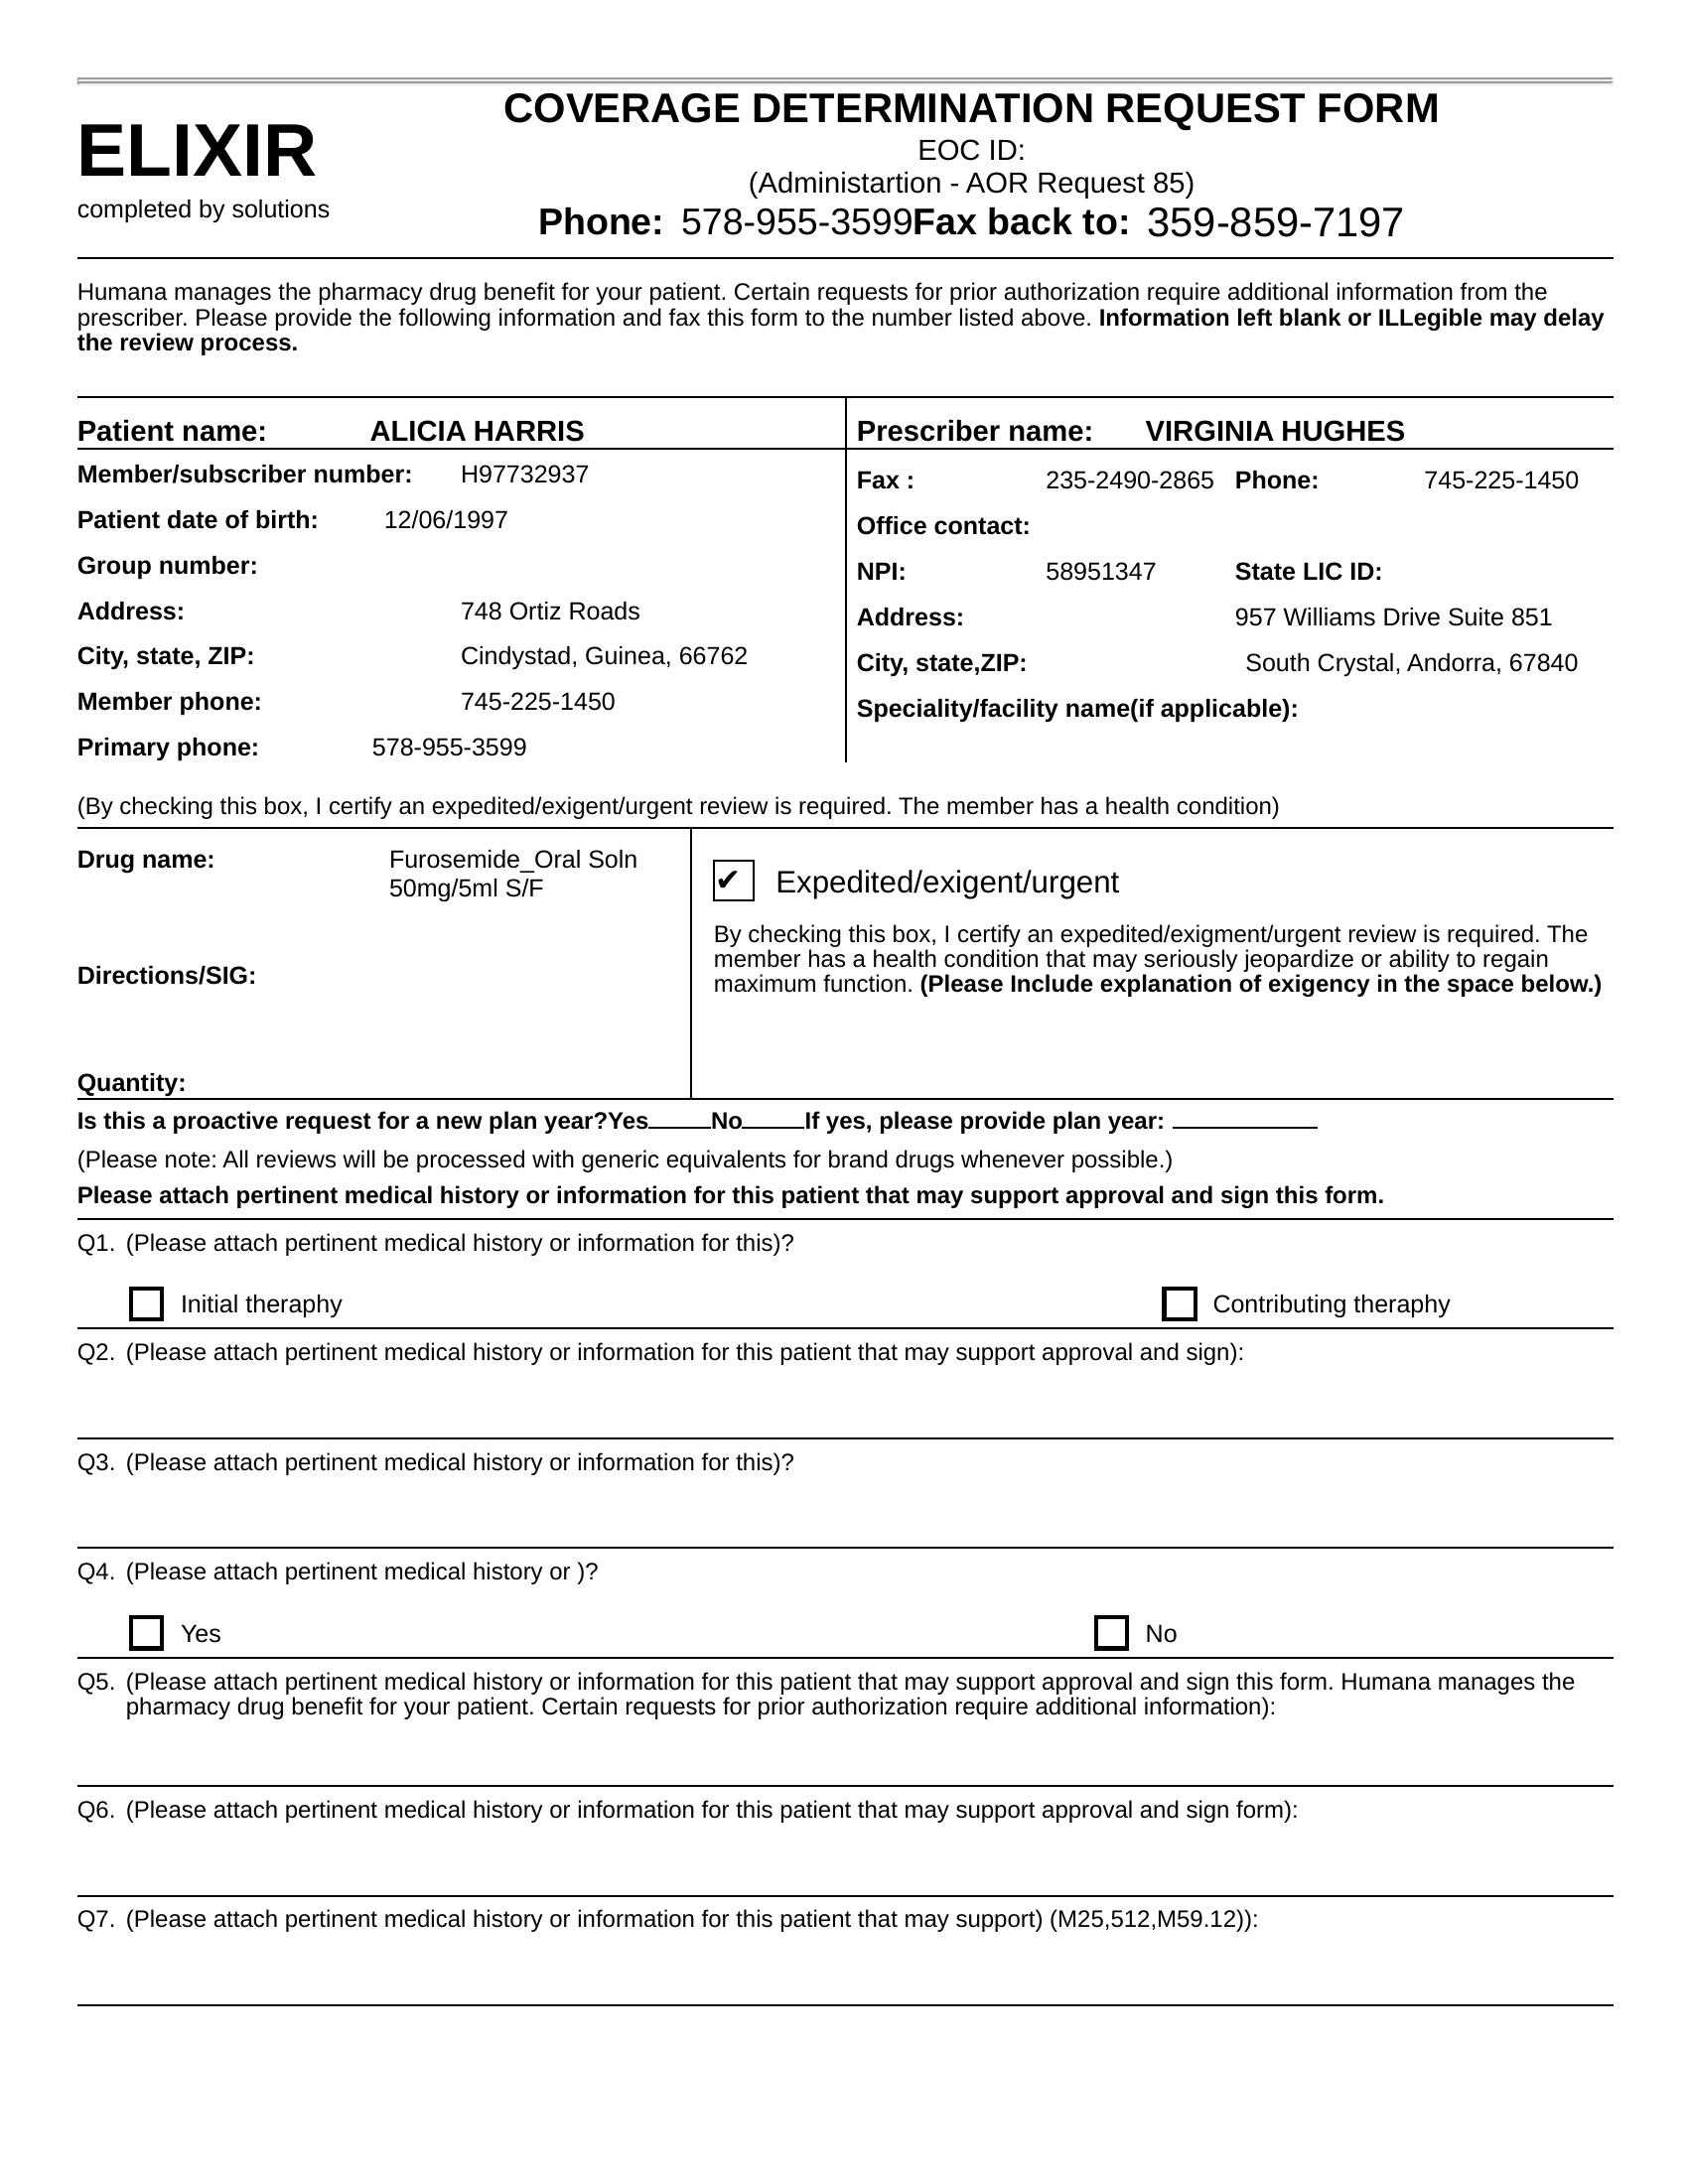 COVERAGE DETERMINATION REQUEST FORM
ELIXIR
completed by solutions
EOC ID:
(Administartion - AOR Request 85)
Phone: 578-955-3599Fax back to: 359-859-7197
Humana manages the pharmacy drug benefit for your patient. Certain requests for prior authorization require additional information from the
prescriber. Please provide the following information and fax this form to the number listed above. Information left blank or ILLegible may delay
the review process.
Patient name: ALICIA HARRIS
Member/subscriber number: H97732937
Patient date of birth: 12/06/1997
Group number:
Address: 748 Ortiz Roads
City, state, ZIP: Cindystad, Guinea, 66762
Member phone: 745-225-1450
Primary phone: 578-955-3599
Prescriber name: VIRGINIA HUGHES
Fax : 235-2490-2865 Phone: 745-225-1450
Office contact:
NPI: 58951347 State LIC ID:
Address: 957 Williams Drive Suite 851
City, state,ZIP: South Crystal, Andorra, 67840
Speciality/facility name(if applicable):
(By checking this box, I certify an expedited/exigent/urgent review is required. The member has a health condition)
Drug name: Furosemide_Oral Soln
50mg/5ml S/F
Directions/SIG:
Quantity:
✔ Expedited/exigent/urgent
By checking this box, I certify an expedited/exigment/urgent review is required. The
member has a health condition that may seriously jeopardize or ability to regain
maximum function. (Please Include explanation of exigency in the space below.)
Is this a proactive request for a new plan year?Yes_____No_____If yes, please provide plan year: ___________
(Please note: All reviews will be processed with generic equivalents for brand drugs whenever possible.)
Please attach pertinent medical history or information for this patient that may support approval and sign this form.
Q1. (Please attach pertinent medical history or information for this)?
Initial theraphy Contributing theraphy
Q2. (Please attach pertinent medical history or information for this patient that may support approval and sign):
Q3. (Please attach pertinent medical history or information for this)?
Q4. (Please attach pertinent medical history or )?
Yes No
Q5. (Please attach pertinent medical history or information for this patient that may support approval and sign this form. Humana manages the
pharmacy drug benefit for your patient. Certain requests for prior authorization require additional information):
Q6. (Please attach pertinent medical history or information for this patient that may support approval and sign form):
Q7. (Please attach pertinent medical history or information for this patient that may support) (M25,512,M59.12)):